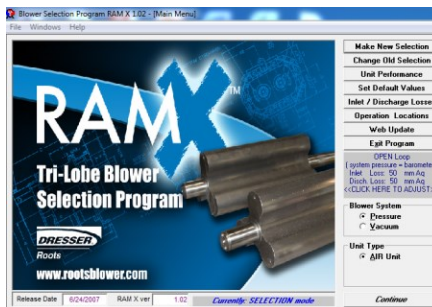 Blower Selection Program RAM X 1.02 - [Main Menu]
File Windows Help
RAMX™
Tri-Lobe Blower
Selection Program
DRESSER
Roots
www.rootsblower.com
Make New Selection
Change Old Selection
Unit Performance
Set Default Values
Inlet / Discharge Losse
Operation Locations
Web Update
Exit Program
OPEN Loop
( system pressure = baromete
Inlet Loss: 50 mm Aq
Disch. Loss: 50 mm Aq
<<CLICK HERE TO ADJUST>
Blower System
Pressure
Vacuum
Unit Type
AIR Unit
Release Date 6/24/2007 RAM X ver 1.02 Currently: SELECTION mode
Continue